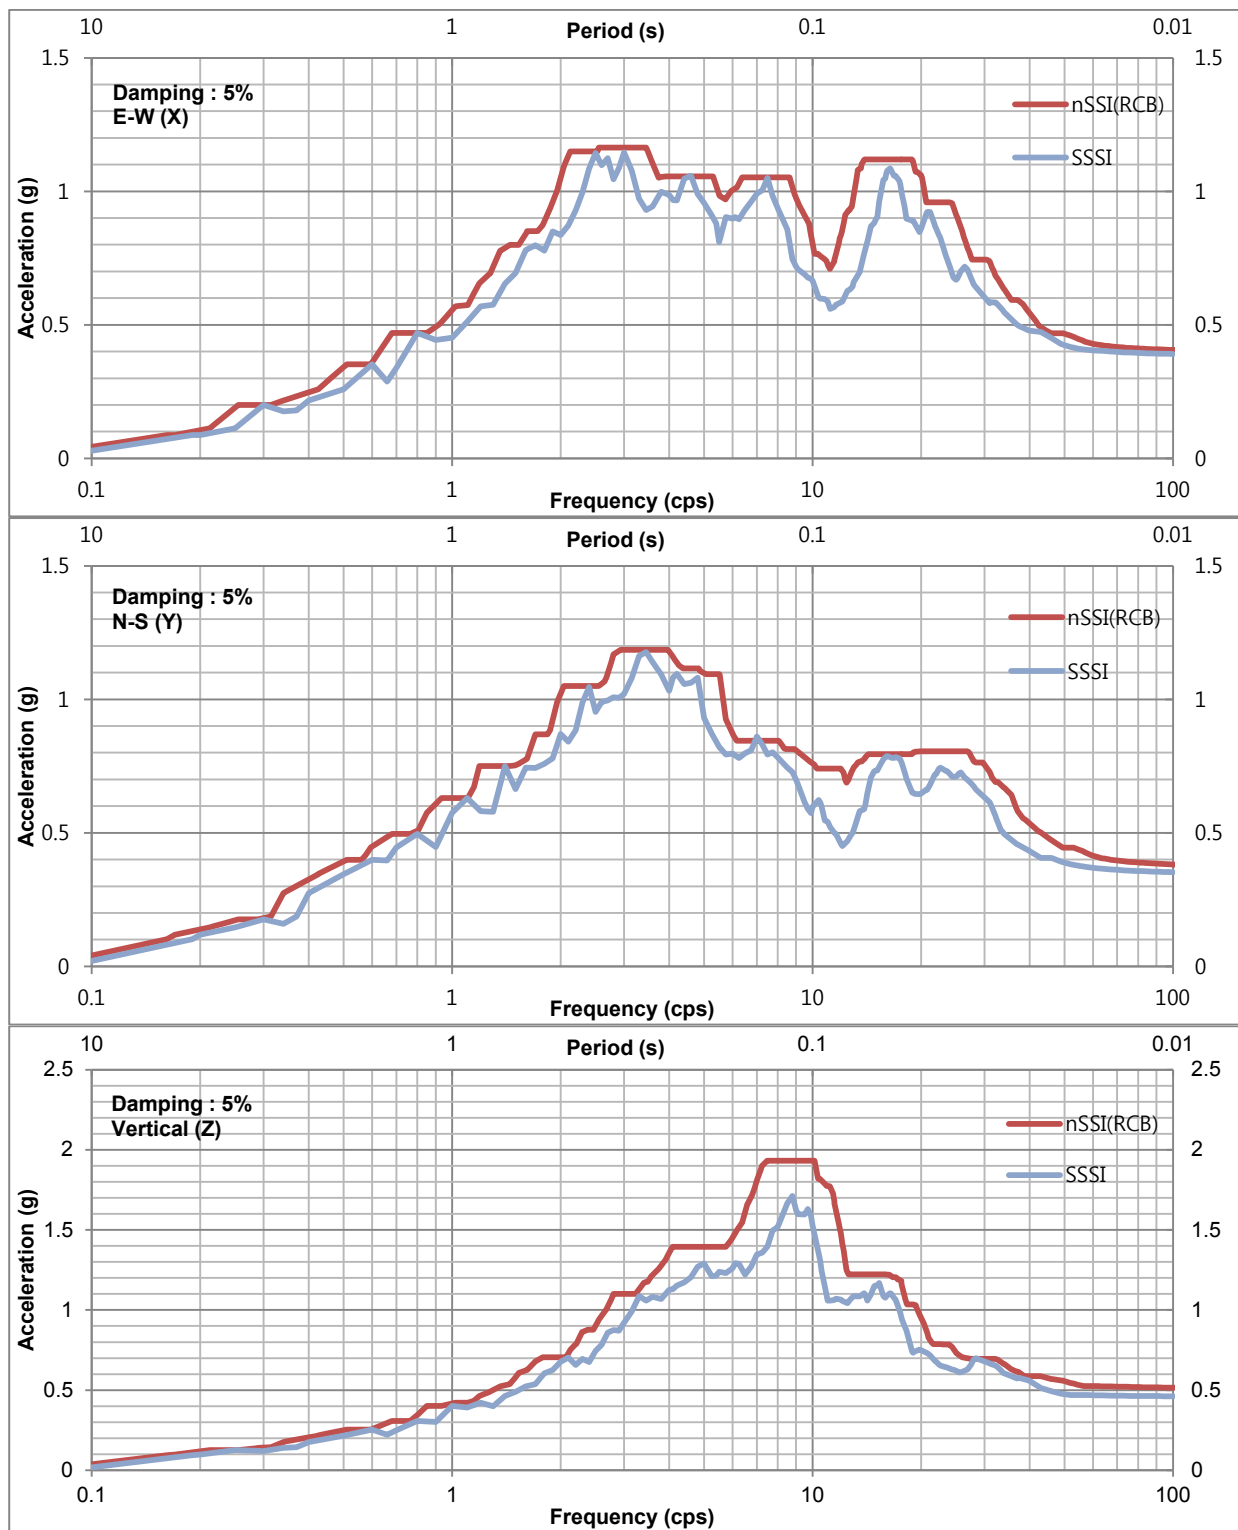 10 1 Period (s) 0.1 0.01
1.5 1.5
Damping : 5%
E-W (X)
nSSI(RCB)
SSSI
1 1
Acceleration (g)
0.5 0.5
0 0
0.1 1 10 100
Frequency (cps)
10 1 Period (s) 0.1 0.01
1.5 1.5
Damping : 5%
N-S (Y)
nSSI(RCB)
SSSI
1 1
Acceleration (g)
0.5 0.5
0 0
0.1 1 10 100
Frequency (cps)
10 1 Period (s) 0.1 0.01
2.5 2.5
Damping : 5%
Vertical (Z)
nSSI(RCB)
2 2
SSSI
1.5 1.5
Acceleration (g)
1 1
0.5 0.5
0 0
0.1 1 10 100
Frequency (cps)